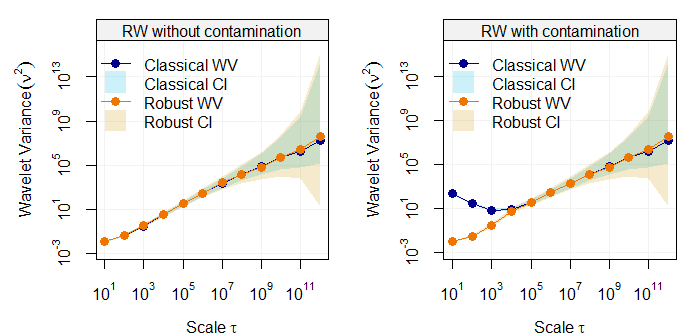 RW without contamination
Wavelet Variance (ν²)
10¹³
10⁹
10⁵
10¹
10⁻³
Classical WV
Classical CI
Robust WV
Robust CI
10¹ 10³ 10⁵ 10⁷ 10⁹ 10¹¹
Scale τ
RW with contamination
Wavelet Variance (ν²)
10¹³
10⁹
10⁵
10¹
10⁻³
Classical WV
Classical CI
Robust WV
Robust CI
10¹ 10³ 10⁵ 10⁷ 10⁹ 10¹¹
Scale τ